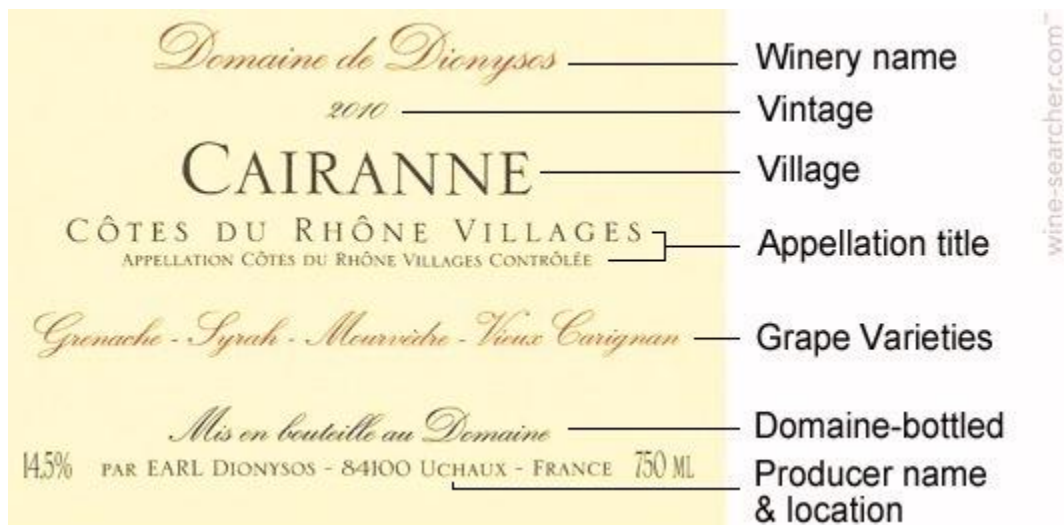 Domaine de Dionysos
Winery name
2010
Vintage
CAIRANNE
Village
CÔTES DU RHÔNE VILLAGES
APPELLATION CÔTES DU RHÔNE VILLAGES CONTRÔLÉE
Appellation title
Grenache - Syrah - Mourvèdre - Vieux Carignan
Grape Varieties
Mis en bouteille au Domaine
Domaine-bottled
14.5% PAR EARL DIONYSOS - 84100 UCHAUX - FRANCE 750 ML
Producer name
& location
wine-searcher.com™